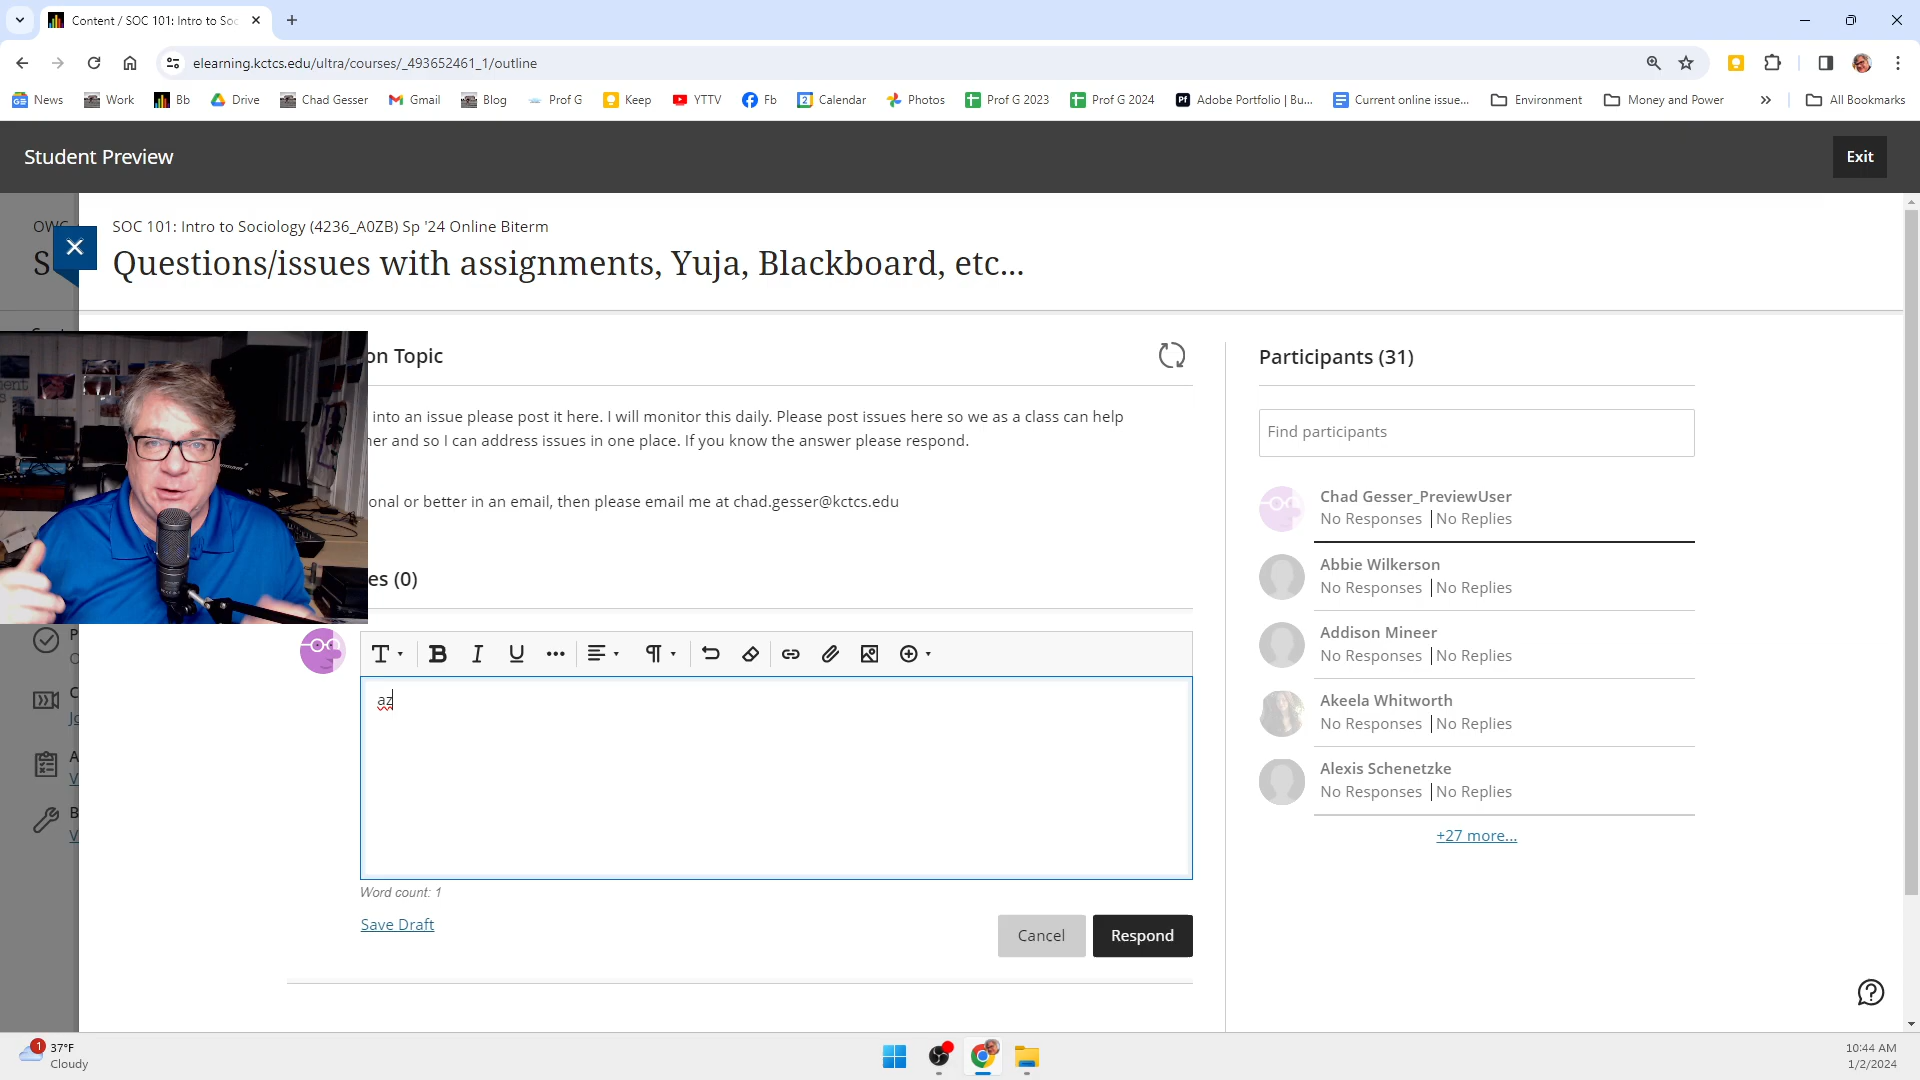 Content / SOC 101: Intro to Soc
elearning.kctcs.edu/ultra/courses/_493652461_1/outline
News
Work
Bb
Drive
Chad Gesser
Gmail
Blog
Prof G
Keep
YTTV
Fb
Calendar
Photos
Prof G 2023
Prof G 2024
Adobe Portfolio | Bu...
Current online issue...
Environment
Money and Power
All Bookmarks
Student Preview
Exit
SOC 101: Intro to Sociology (4236_A0ZB) Sp '24 Online Biterm
Questions/issues with assignments, Yuja, Blackboard, etc...
on Topic
into an issue please post it here. I will monitor this daily. Please post issues here so we as a class can help
her and so I can address issues in one place. If you know the answer please respond.
onal or better in an email, then please email me at chad.gesser@kctcs.edu
es (0)
az
Word count: 1
Save Draft
Cancel
Respond
Participants (31)
Find participants
Chad Gesser_PreviewUser
No Responses | No Replies
Abbie Wilkerson
No Responses | No Replies
Addison Mineer
No Responses | No Replies
Akeela Whitworth
No Responses | No Replies
Alexis Schenetzke
No Responses | No Replies
+27 more...
1
37°F
Cloudy
10:44 AM
1/2/2024